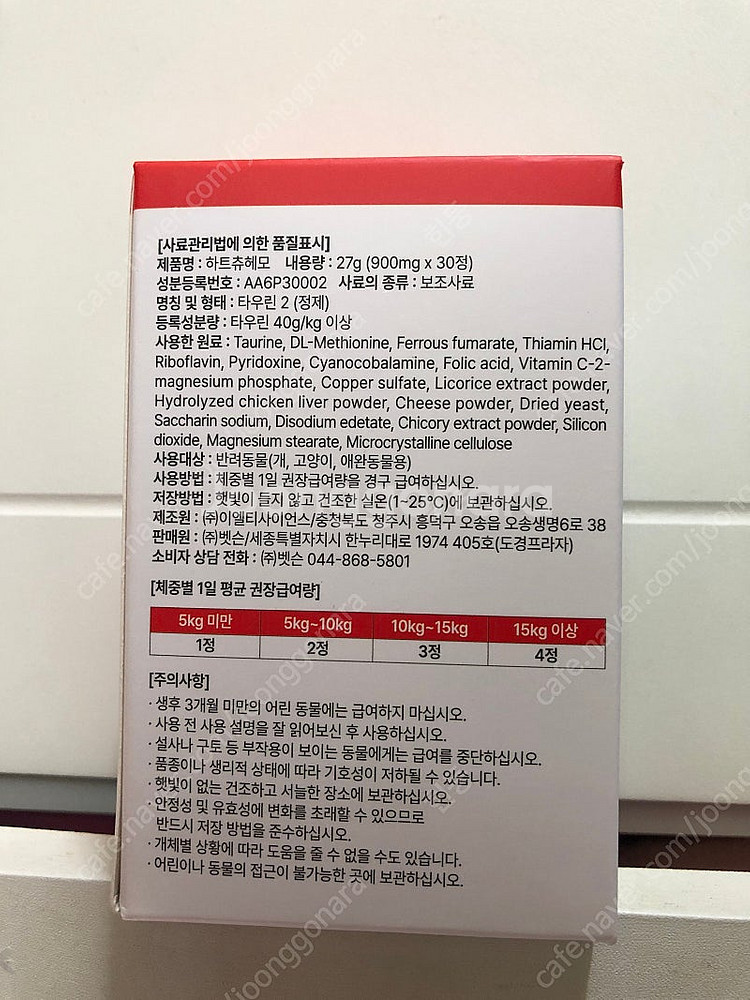 [사료관리법에 의한 품질표시]
제품명 : 하트츄헤모 내용량 : 27g (900mg x 30정)
성분등록번호 : AA6P30002 사료의 종류 : 보조사료
명칭 및 형태 : 타우린 2 (정제)
등록성분량 : 타우린 40g/kg 이상
사용한 원료 : Taurine, DL-Methionine, Ferrous fumarate, Thiamin HCl,
Riboflavin, Pyridoxine, Cyanocobalamine, Folic acid, Vitamin C-2-
magnesium phosphate, Copper sulfate, Licorice extract powder,
Hydrolyzed chicken liver powder, Cheese powder, Dried yeast,
Saccharin sodium, Disodium edetate, Chicory extract powder, Silicon
dioxide, Magnesium stearate, Microcrystalline cellulose
사용대상 : 반려동물(개, 고양이, 애완동물용)
사용방법 : 체중별 1일 권장급여량을 경구 급여하십시오.
저장방법 : 햇빛이 들지 않고 건조한 실온(1~25°C)에 보관하십시오.
제조원 : ㈜이엘티사이언스/충청북도 청주시 흥덕구 오송읍 오송생명6로 38
판매원 : ㈜벳슨/세종특별자치시 한누리대로 1974 405호(도경프라자)
소비자 상담 전화 : ㈜벳슨 044-868-5801
[체중별 1일 평균 권장급여량]
5kg 미만 5kg~10kg 10kg~15kg 15kg 이상
1정 2정 3정 4정
[주의사항]
· 생후 3개월 미만의 어린 동물에는 급여하지 마십시오.
· 사용 전 사용 설명을 잘 읽어보신 후 사용하십시오.
· 설사나 구토 등 부작용이 보이는 동물에게는 급여를 중단하십시오.
· 품종이나 생리적 상태에 따라 기호성이 저하될 수 있습니다.
· 햇빛이 없는 건조하고 서늘한 장소에 보관하십시오.
· 안정성 및 유효성에 변화를 초래할 수 있으므로
반드시 저장 방법을 준수하십시오.
· 개체별 상황에 따라 도움을 줄 수 없을 수도 있습니다.
· 어린이나 동물의 접근이 불가능한 곳에 보관하십시오.
cafe.naver.com/joonggonara